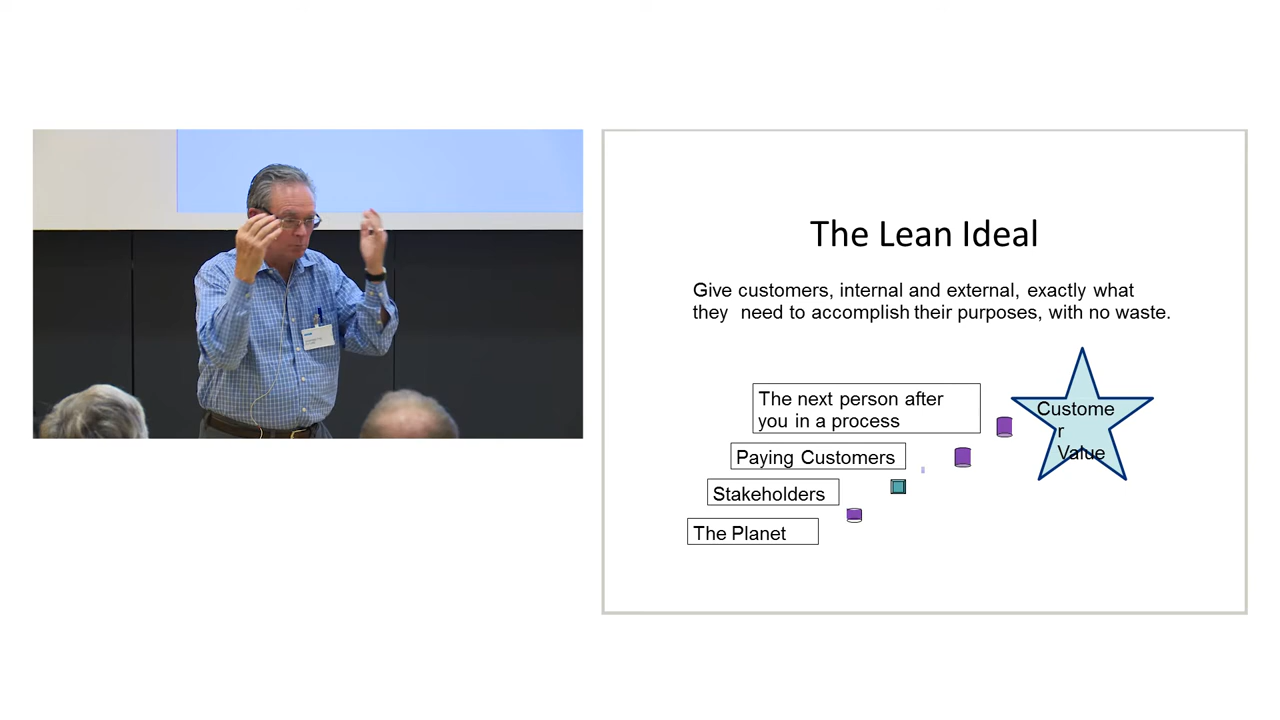 The Lean Ideal
Give customers, internal and external, exactly what
they need to accomplish their purposes, with no waste.
The next person after
you in a process
Custome
r
Value
Paying Customers
Stakeholders
The Planet